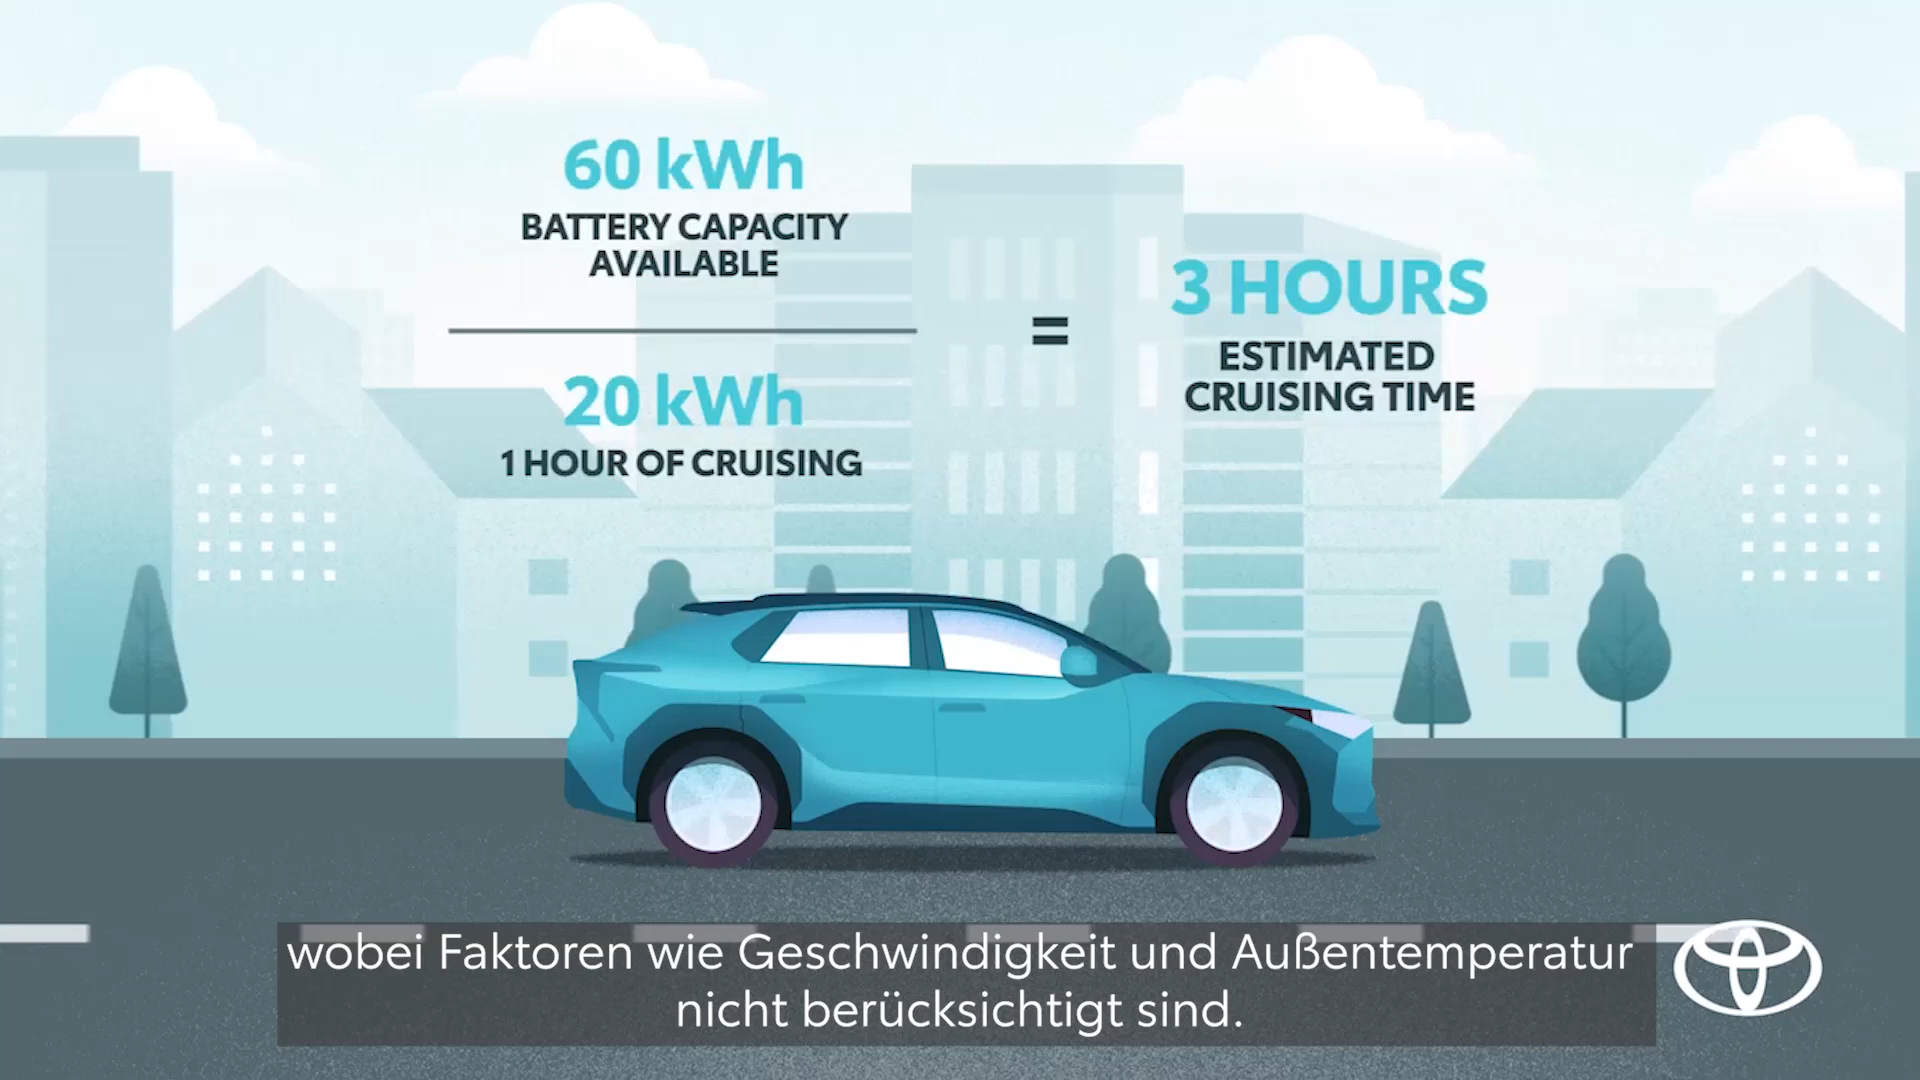 60 kWh
BATTERY CAPACITY
AVAILABLE
20 kWh
1 HOUR OF CRUISING
=
3 HOURS
ESTIMATED
CRUISING TIME
wobei Faktoren wie Geschwindigkeit und Außentemperatur
nicht berücksichtigt sind.